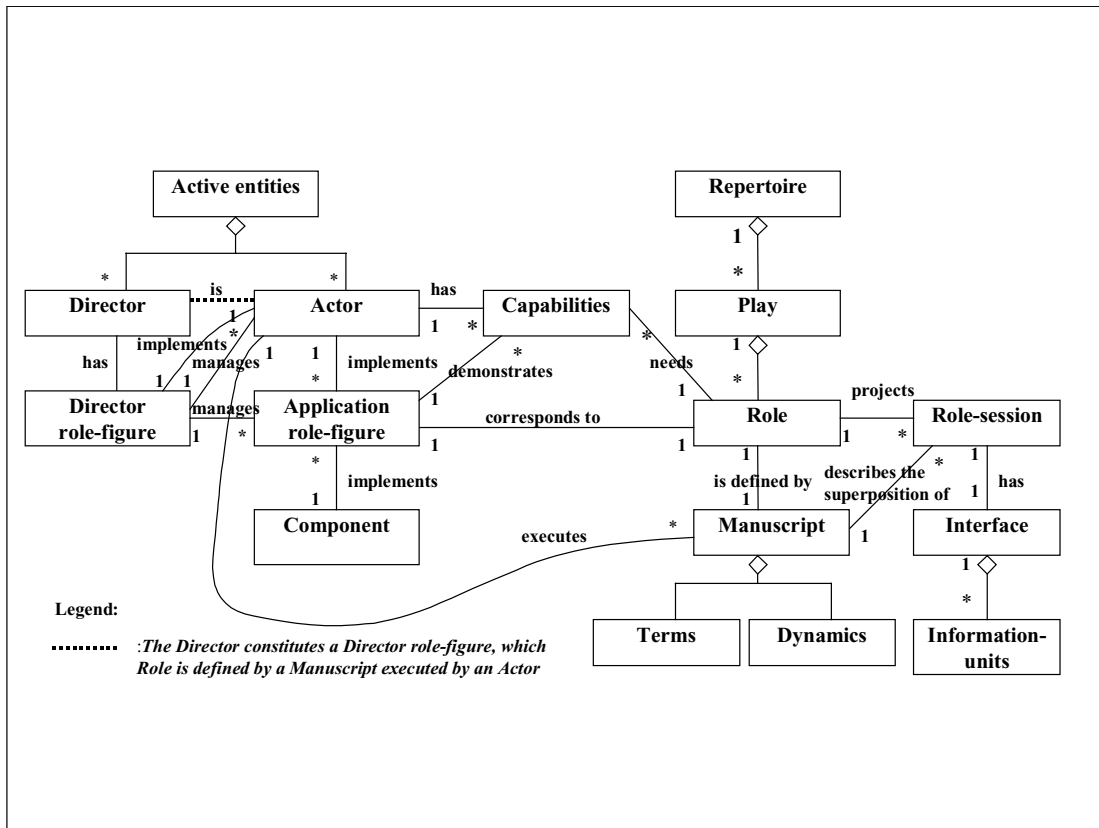 Active entities
Repertoire
1
*
*
*
is
has
Director
Actor
Capabilities
Play
1
*
1
*
*
1
implements
manages
1
1
implements
*
demonstrates
needs
has
*
1
1
*
1
1
projects
Director
role-figure
manages
Application
role-figure
corresponds to
Role
Role-session
1
*
1
1
1
*
*
1
*
1
implements
is defined by
describes the
superposition of
has
1
1
1
Component
executes
*
Manuscript
1
Interface
1
*
Legend:
Terms
Dynamics
Information-
units
:The Director constitutes a Director role-figure, which
Role is defined by a Manuscript executed by an Actor